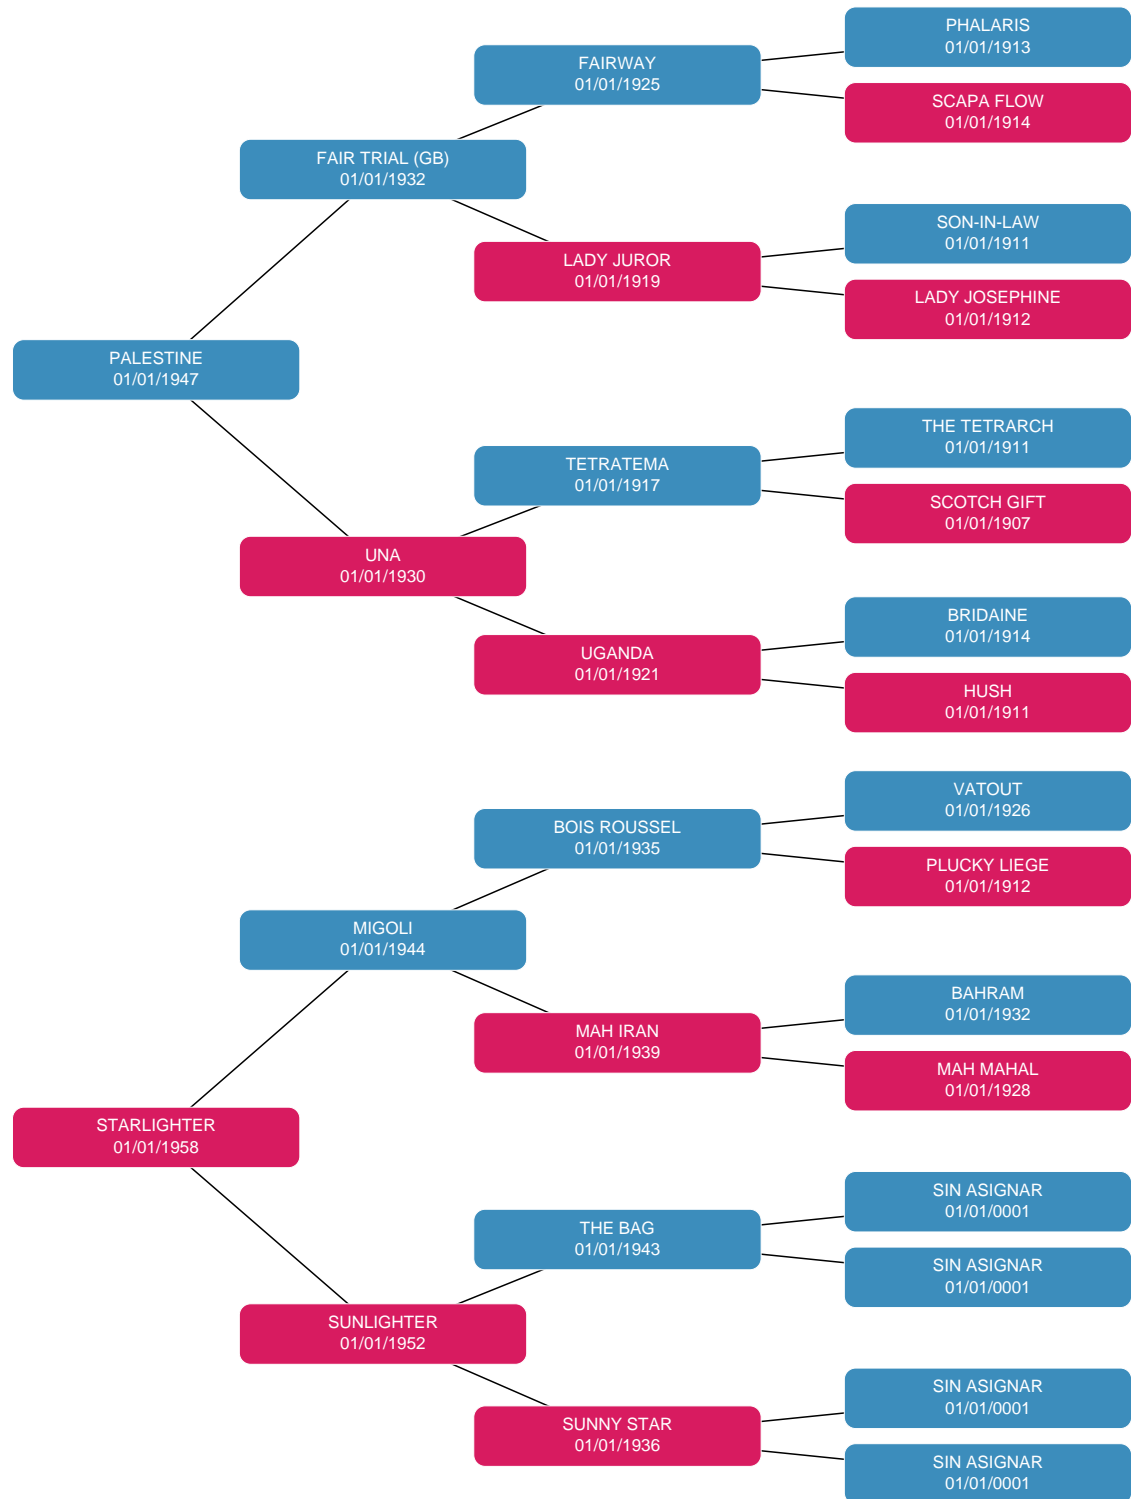 PHALARIS
01/01/1913
FAIRWAY
01/01/1925
SCAPA FLOW
01/01/1914
FAIR TRIAL (GB)
01/01/1932
SON-IN-LAW
01/01/1911
LADY JUROR
01/01/1919
LADY JOSEPHINE
01/01/1912
PALESTINE
01/01/1947
THE TETRARCH
01/01/1911
TETRATEMA
01/01/1917
SCOTCH GIFT
01/01/1907
UNA
01/01/1930
BRIDAINE
01/01/1914
UGANDA
01/01/1921
HUSH
01/01/1911
VATOUT
01/01/1926
BOIS ROUSSEL
01/01/1935
PLUCKY LIEGE
01/01/1912
MIGOLI
01/01/1944
BAHRAM
01/01/1932
MAH IRAN
01/01/1939
MAH MAHAL
01/01/1928
STARLIGHTER
01/01/1958
SIN ASIGNAR
01/01/0001
THE BAG
01/01/1943
SIN ASIGNAR
01/01/0001
SUNLIGHTER
01/01/1952
SIN ASIGNAR
01/01/0001
SUNNY STAR
01/01/1936
SIN ASIGNAR
01/01/0001